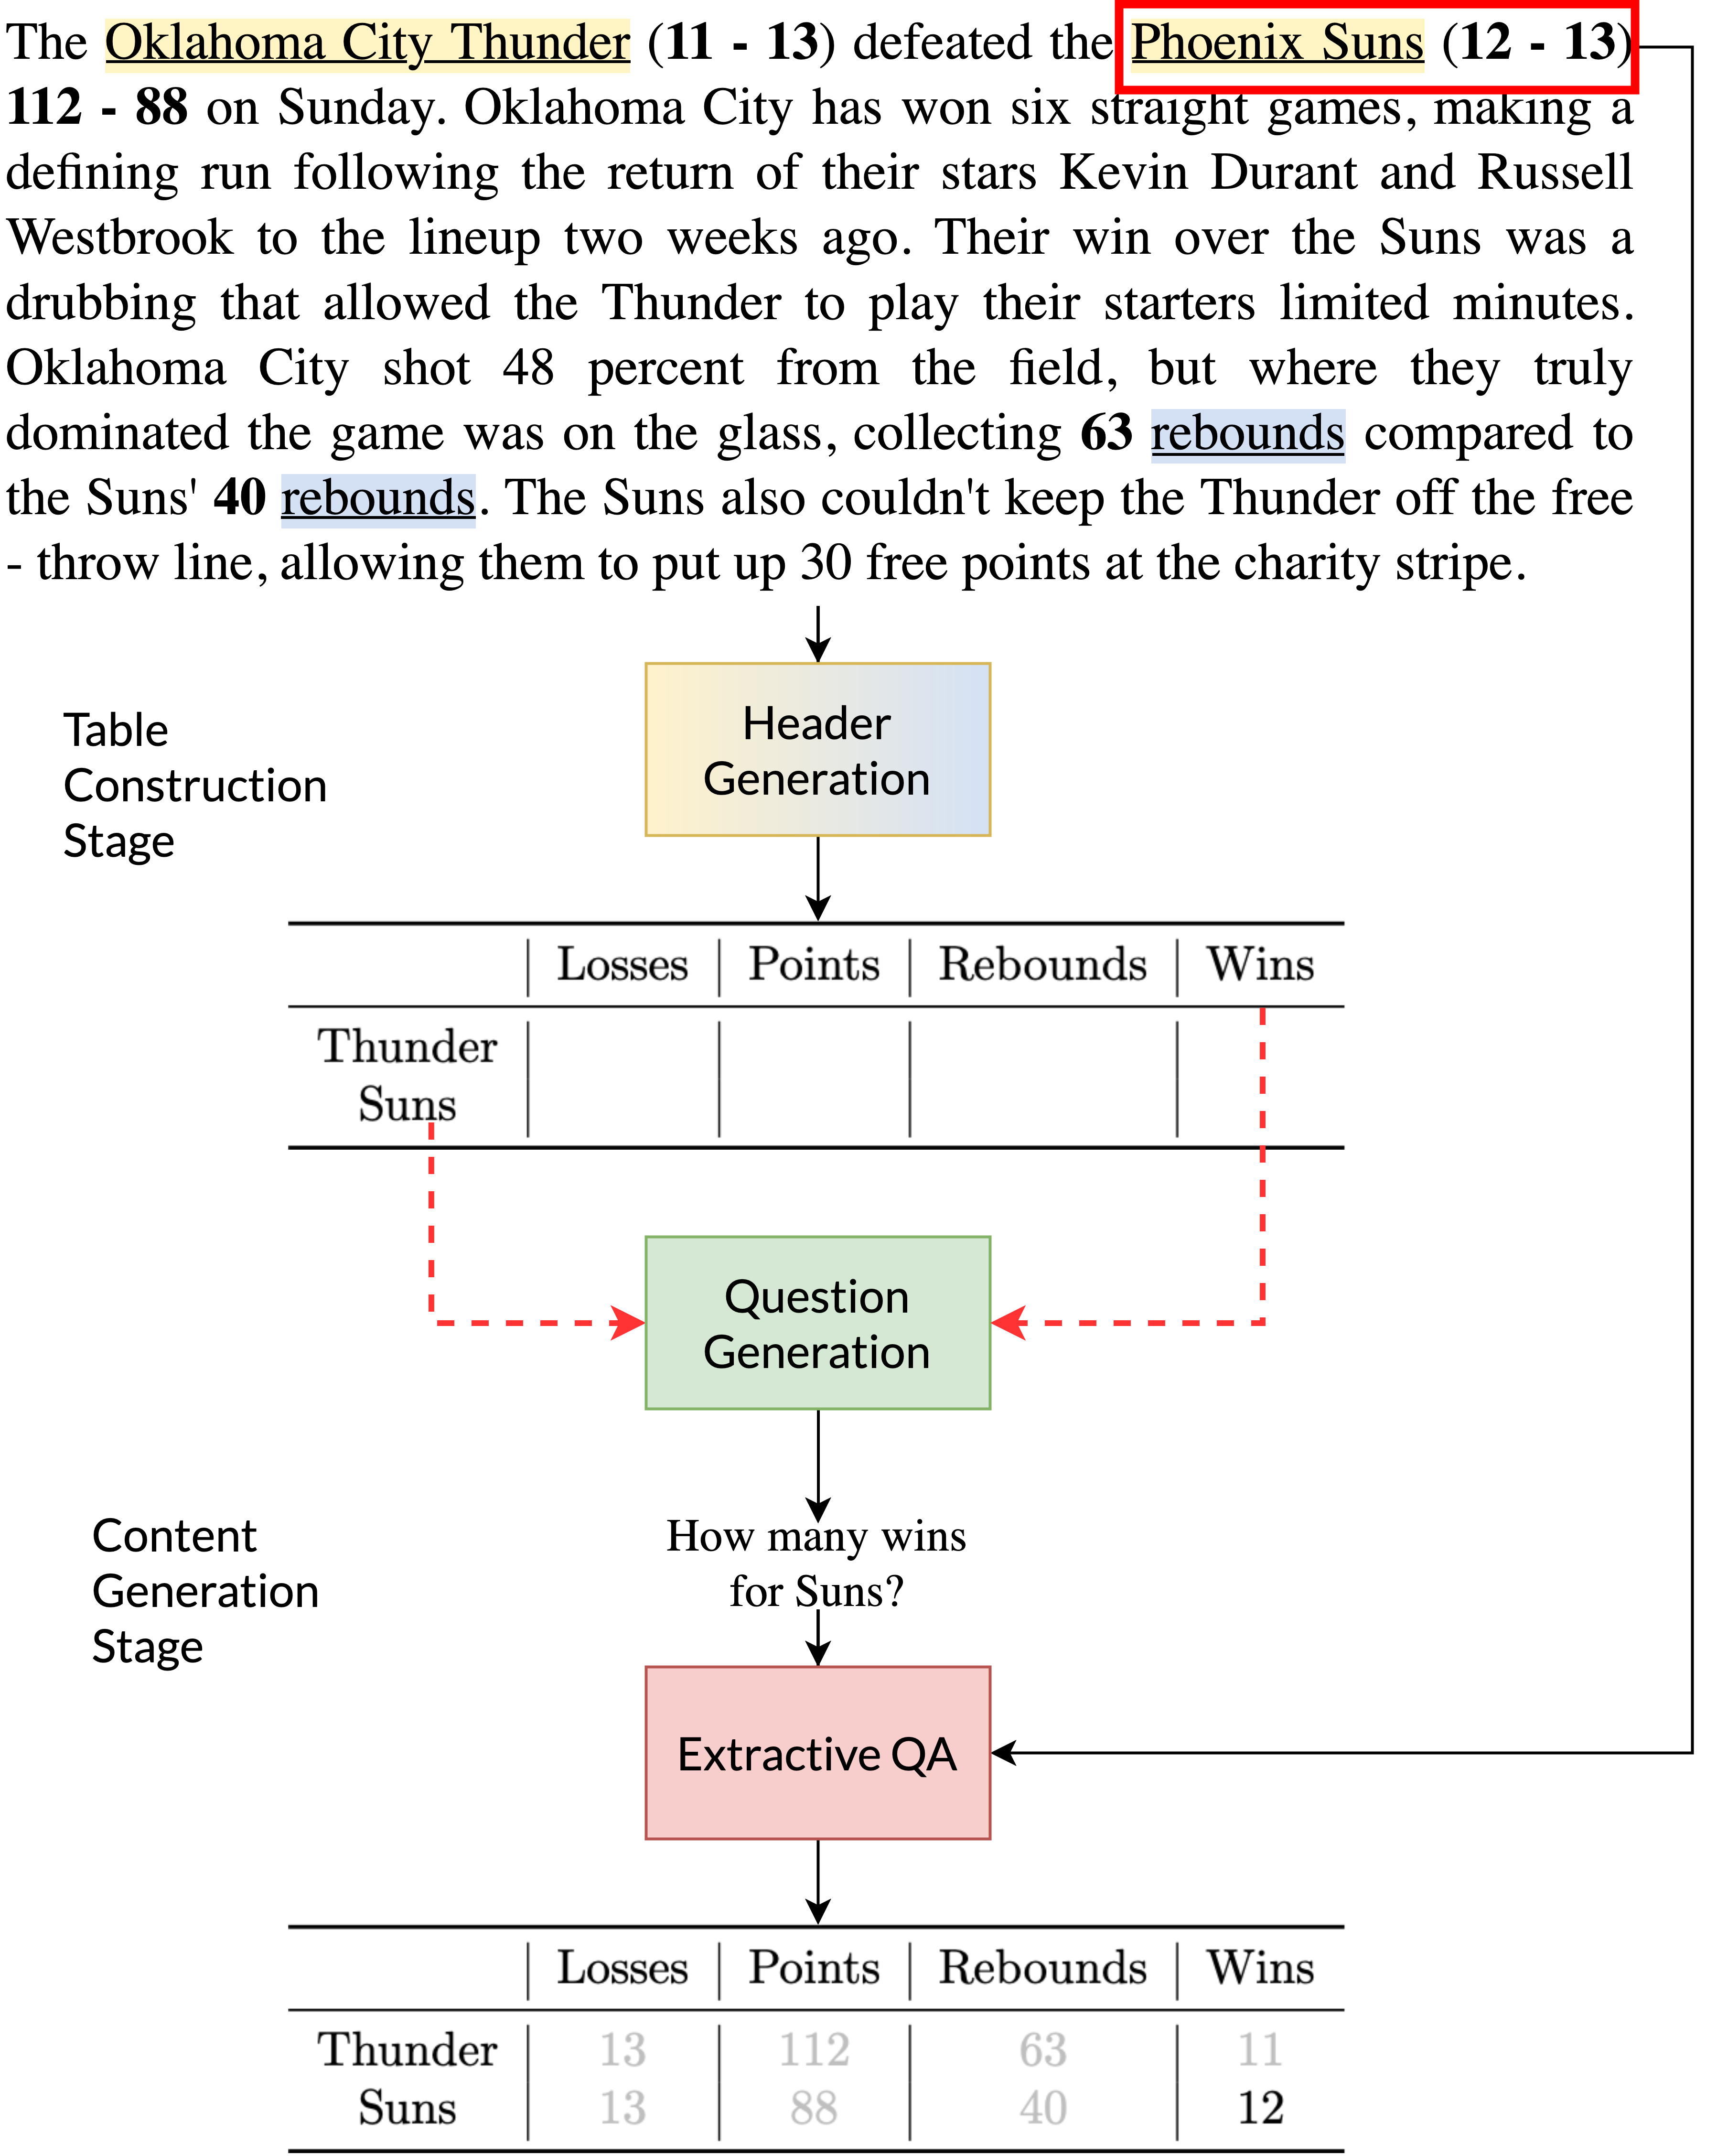 The Oklahoma City Thunder (11 - 13) defeated the Phoenix Suns (12 - 13)
112 - 88 on Sunday. Oklahoma City has won six straight games, making a
defining run following the return of their stars Kevin Durant and Russell
Westbrook to the lineup two weeks ago. Their win over the Suns was a
drubbing that allowed the Thunder to play their starters limited minutes.
Oklahoma City shot 48 percent from the field, but where they truly
dominated the game was on the glass, collecting 63 rebounds compared to
the Suns' 40 rebounds. The Suns also couldn't keep the Thunder off the free
- throw line, allowing them to put up 30 free points at the charity stripe.
Table
Construction
Stage
Header
Generation
Losses Points Rebounds Wins
Thunder
Suns
Question
Generation
Content
Generation
Stage
How many wins
for Suns?
Extractive QA
Losses Points Rebounds Wins
Thunder 13 112 63 11
Suns 13 88 40 12